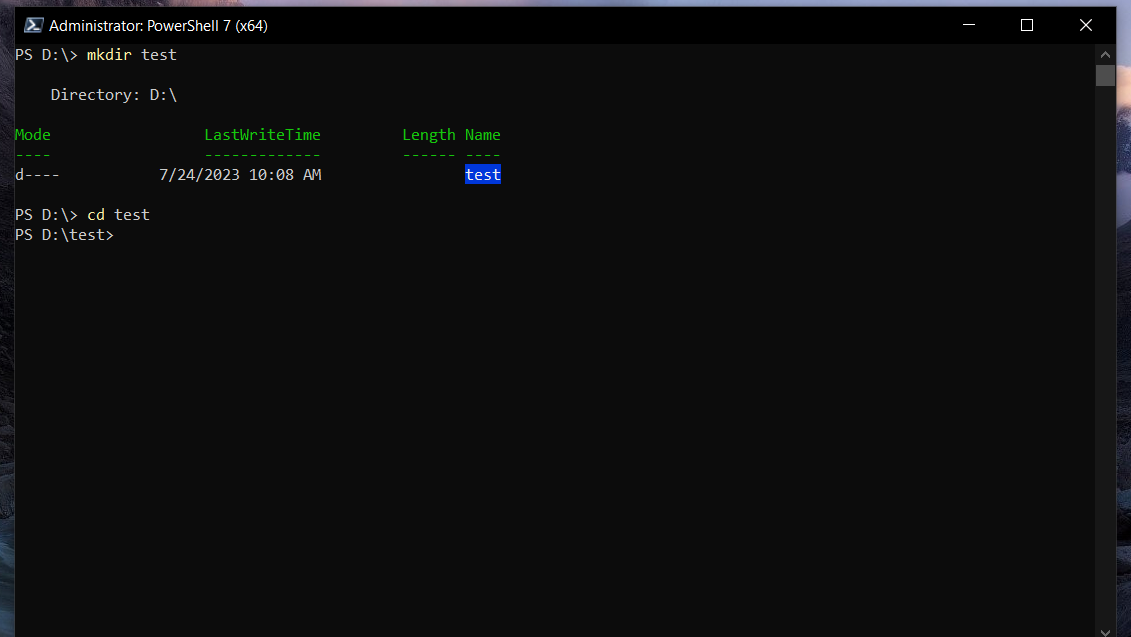 Administrator: PowerShell 7 (x64)
PS D:\> mkdir test
    Directory: D:\
Mode                 LastWriteTime         Length Name
----                 -------------         ------ ----
d----           7/24/2023 10:08 AM                test
PS D:\> cd test
PS D:\test>